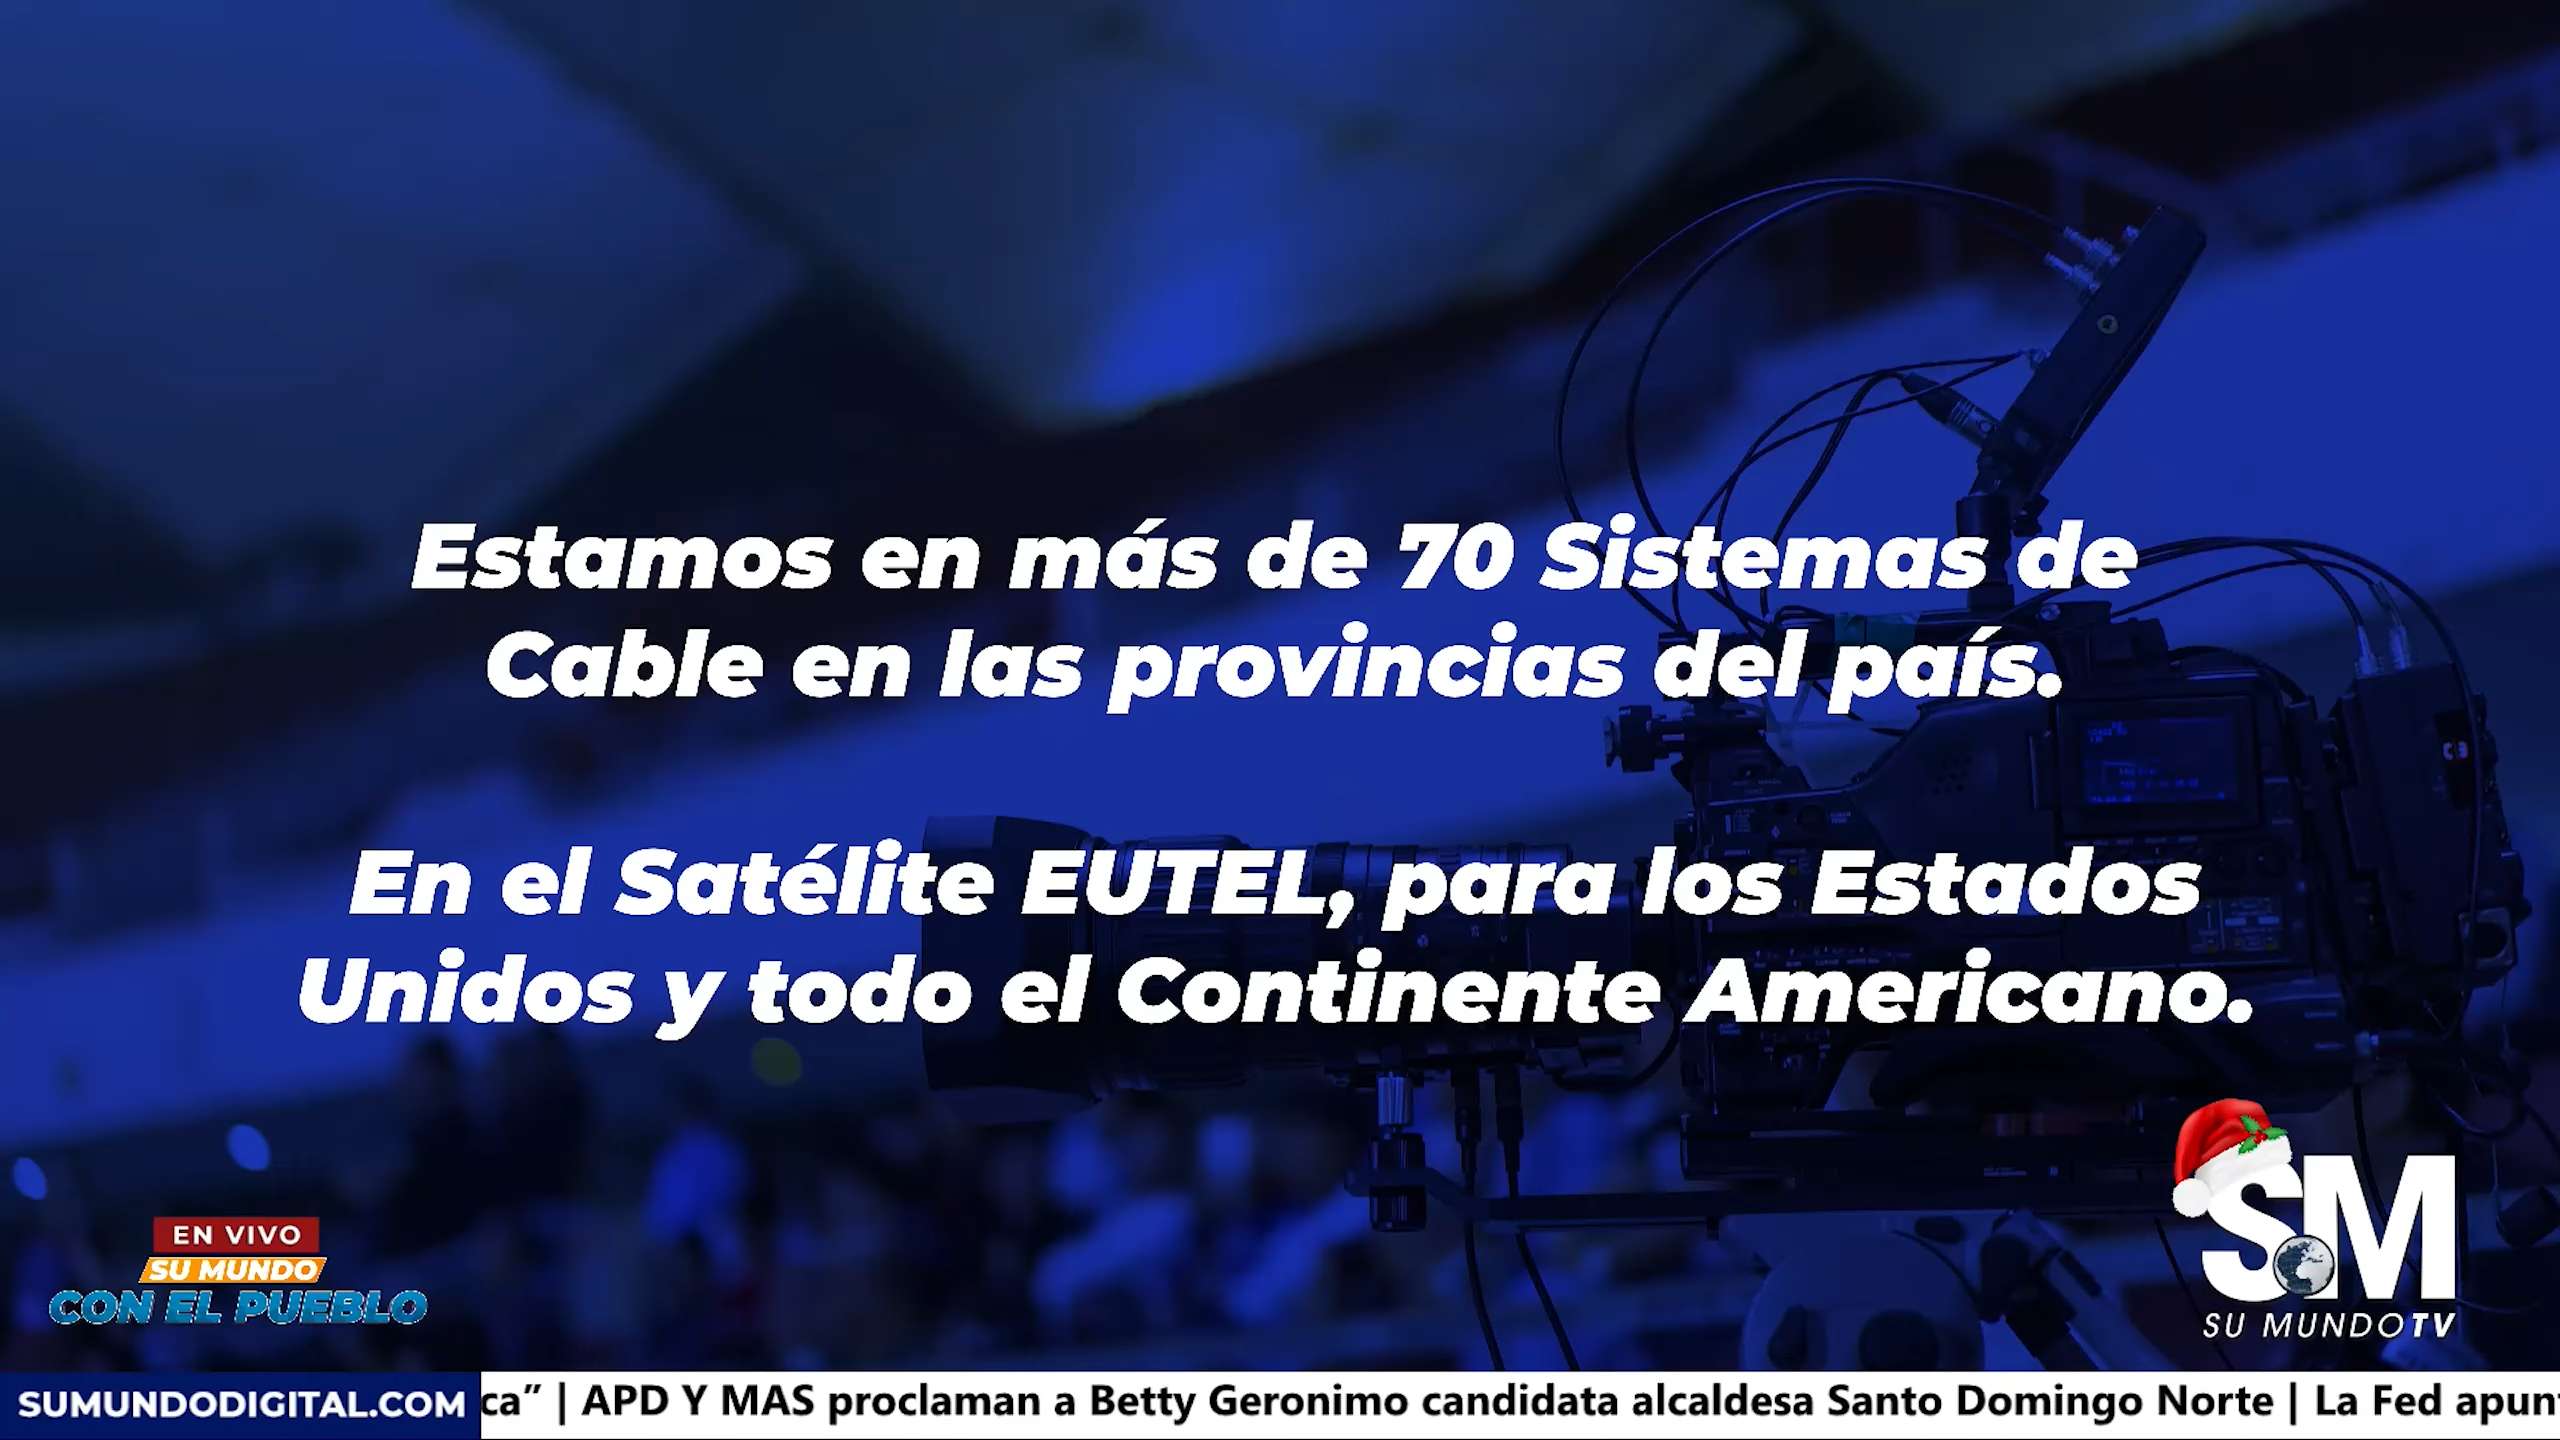 Estamos en más de 70 Sistemas de
Cable en las provincias del país.
En el Satélite EUTEL, para los Estados
Unidos y todo el Continente Americano.
EN VIVO
SU MUNDO
CON EL PUEBLO
SM
SU MUNDO TV
SUMUNDODIGITAL.COM
ca” | APD Y MAS proclaman a Betty Geronimo candidata alcaldesa Santo Domingo Norte | La Fed apun